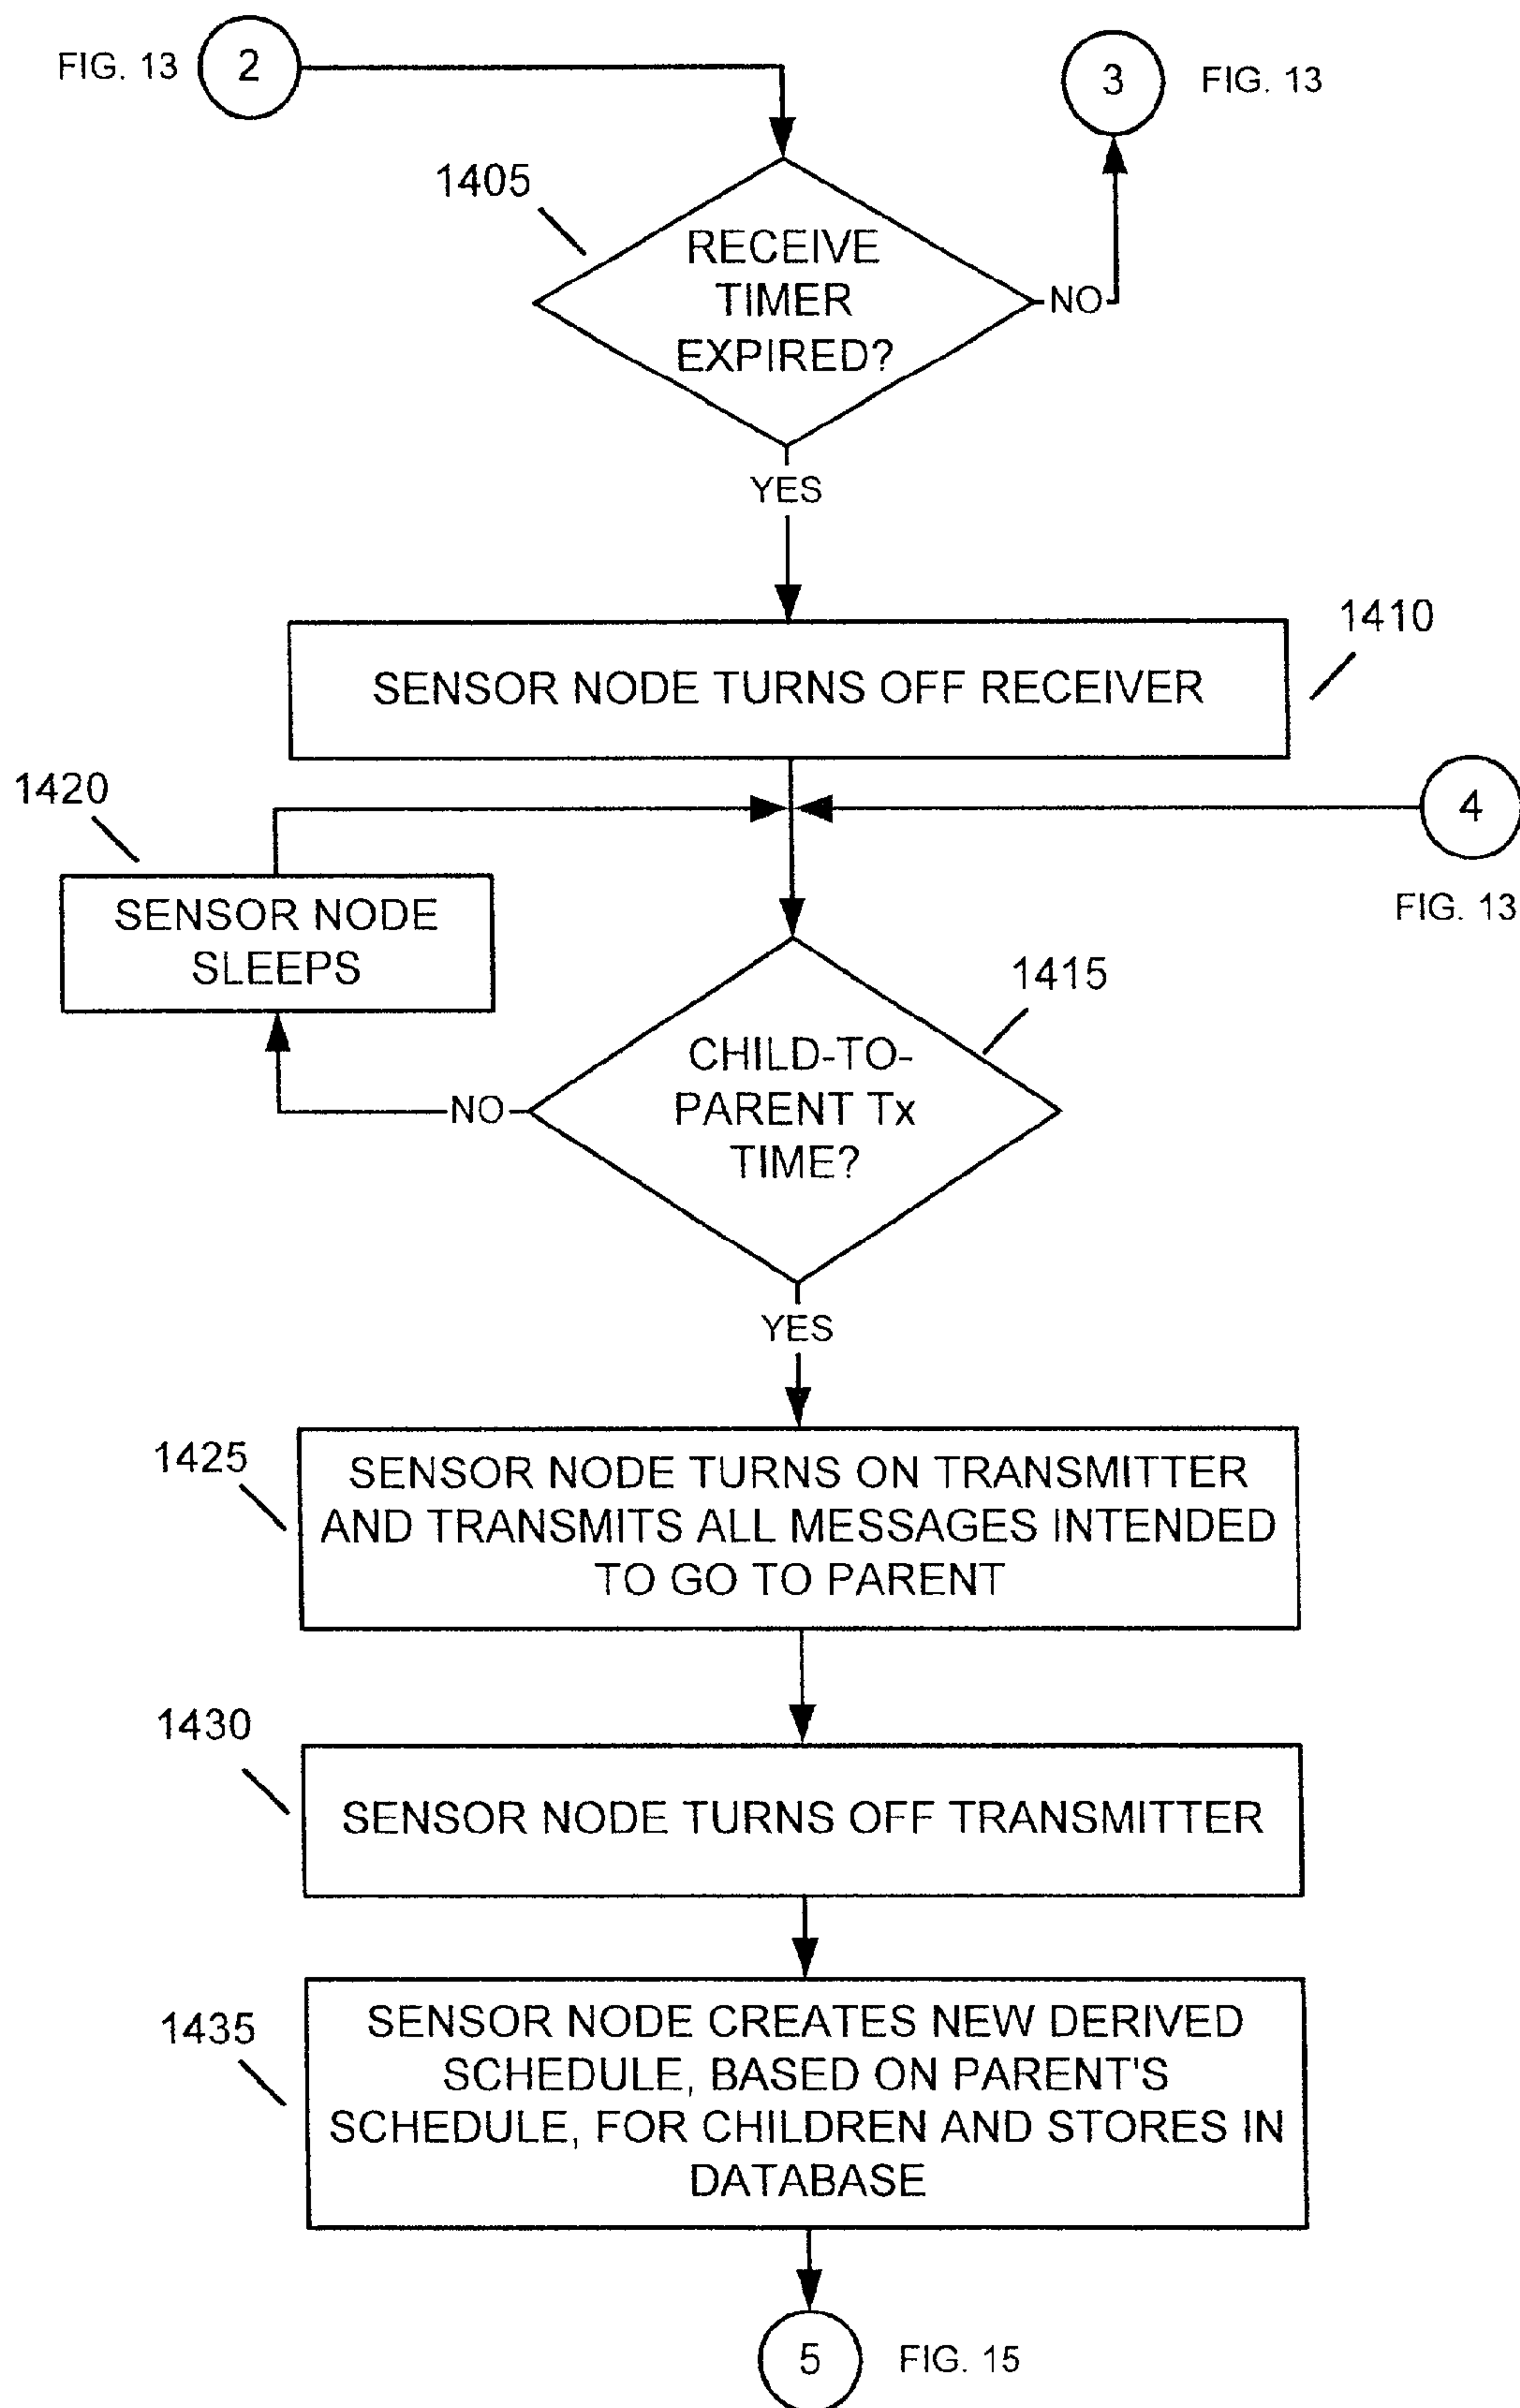 FIG. 13
2
3
FIG. 13
1405
RECEIVE
TIMER
EXPIRED?
NO
YES
1410
SENSOR NODE TURNS OFF RECEIVER
1420
4
FIG. 13
SENSOR NODE
SLEEPS
1415
CHILD-TO-
PARENT Tx
TIME?
NO
YES
1425
SENSOR NODE TURNS ON TRANSMITTER
AND TRANSMITS ALL MESSAGES INTENDED
TO GO TO PARENT
1430
SENSOR NODE TURNS OFF TRANSMITTER
1435
SENSOR NODE CREATES NEW DERIVED
SCHEDULE, BASED ON PARENT'S
SCHEDULE, FOR CHILDREN AND STORES IN
DATABASE
5
FIG. 15